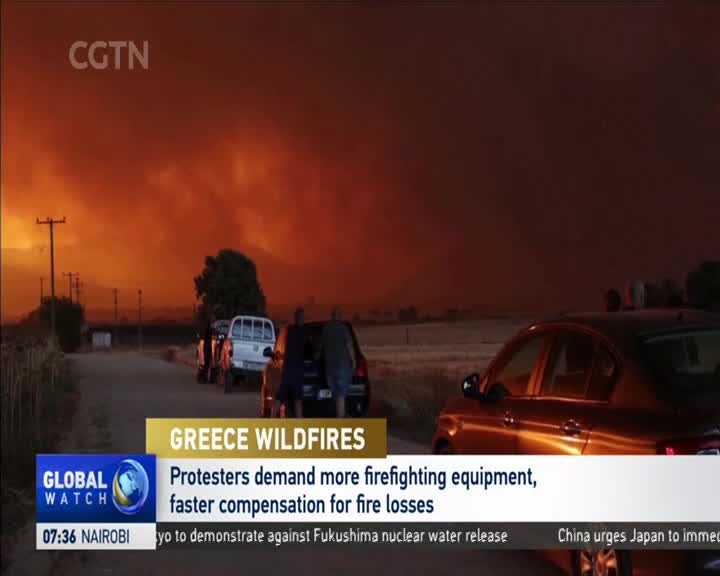 CGTN
GREECE WILDFIRES
Protesters demand more firefighting equipment,
faster compensation for fire losses
GLOBAL
WATCH
07:36 NAIROBI
to demonstrate against Fukushima nuclear water release China urges Japan to